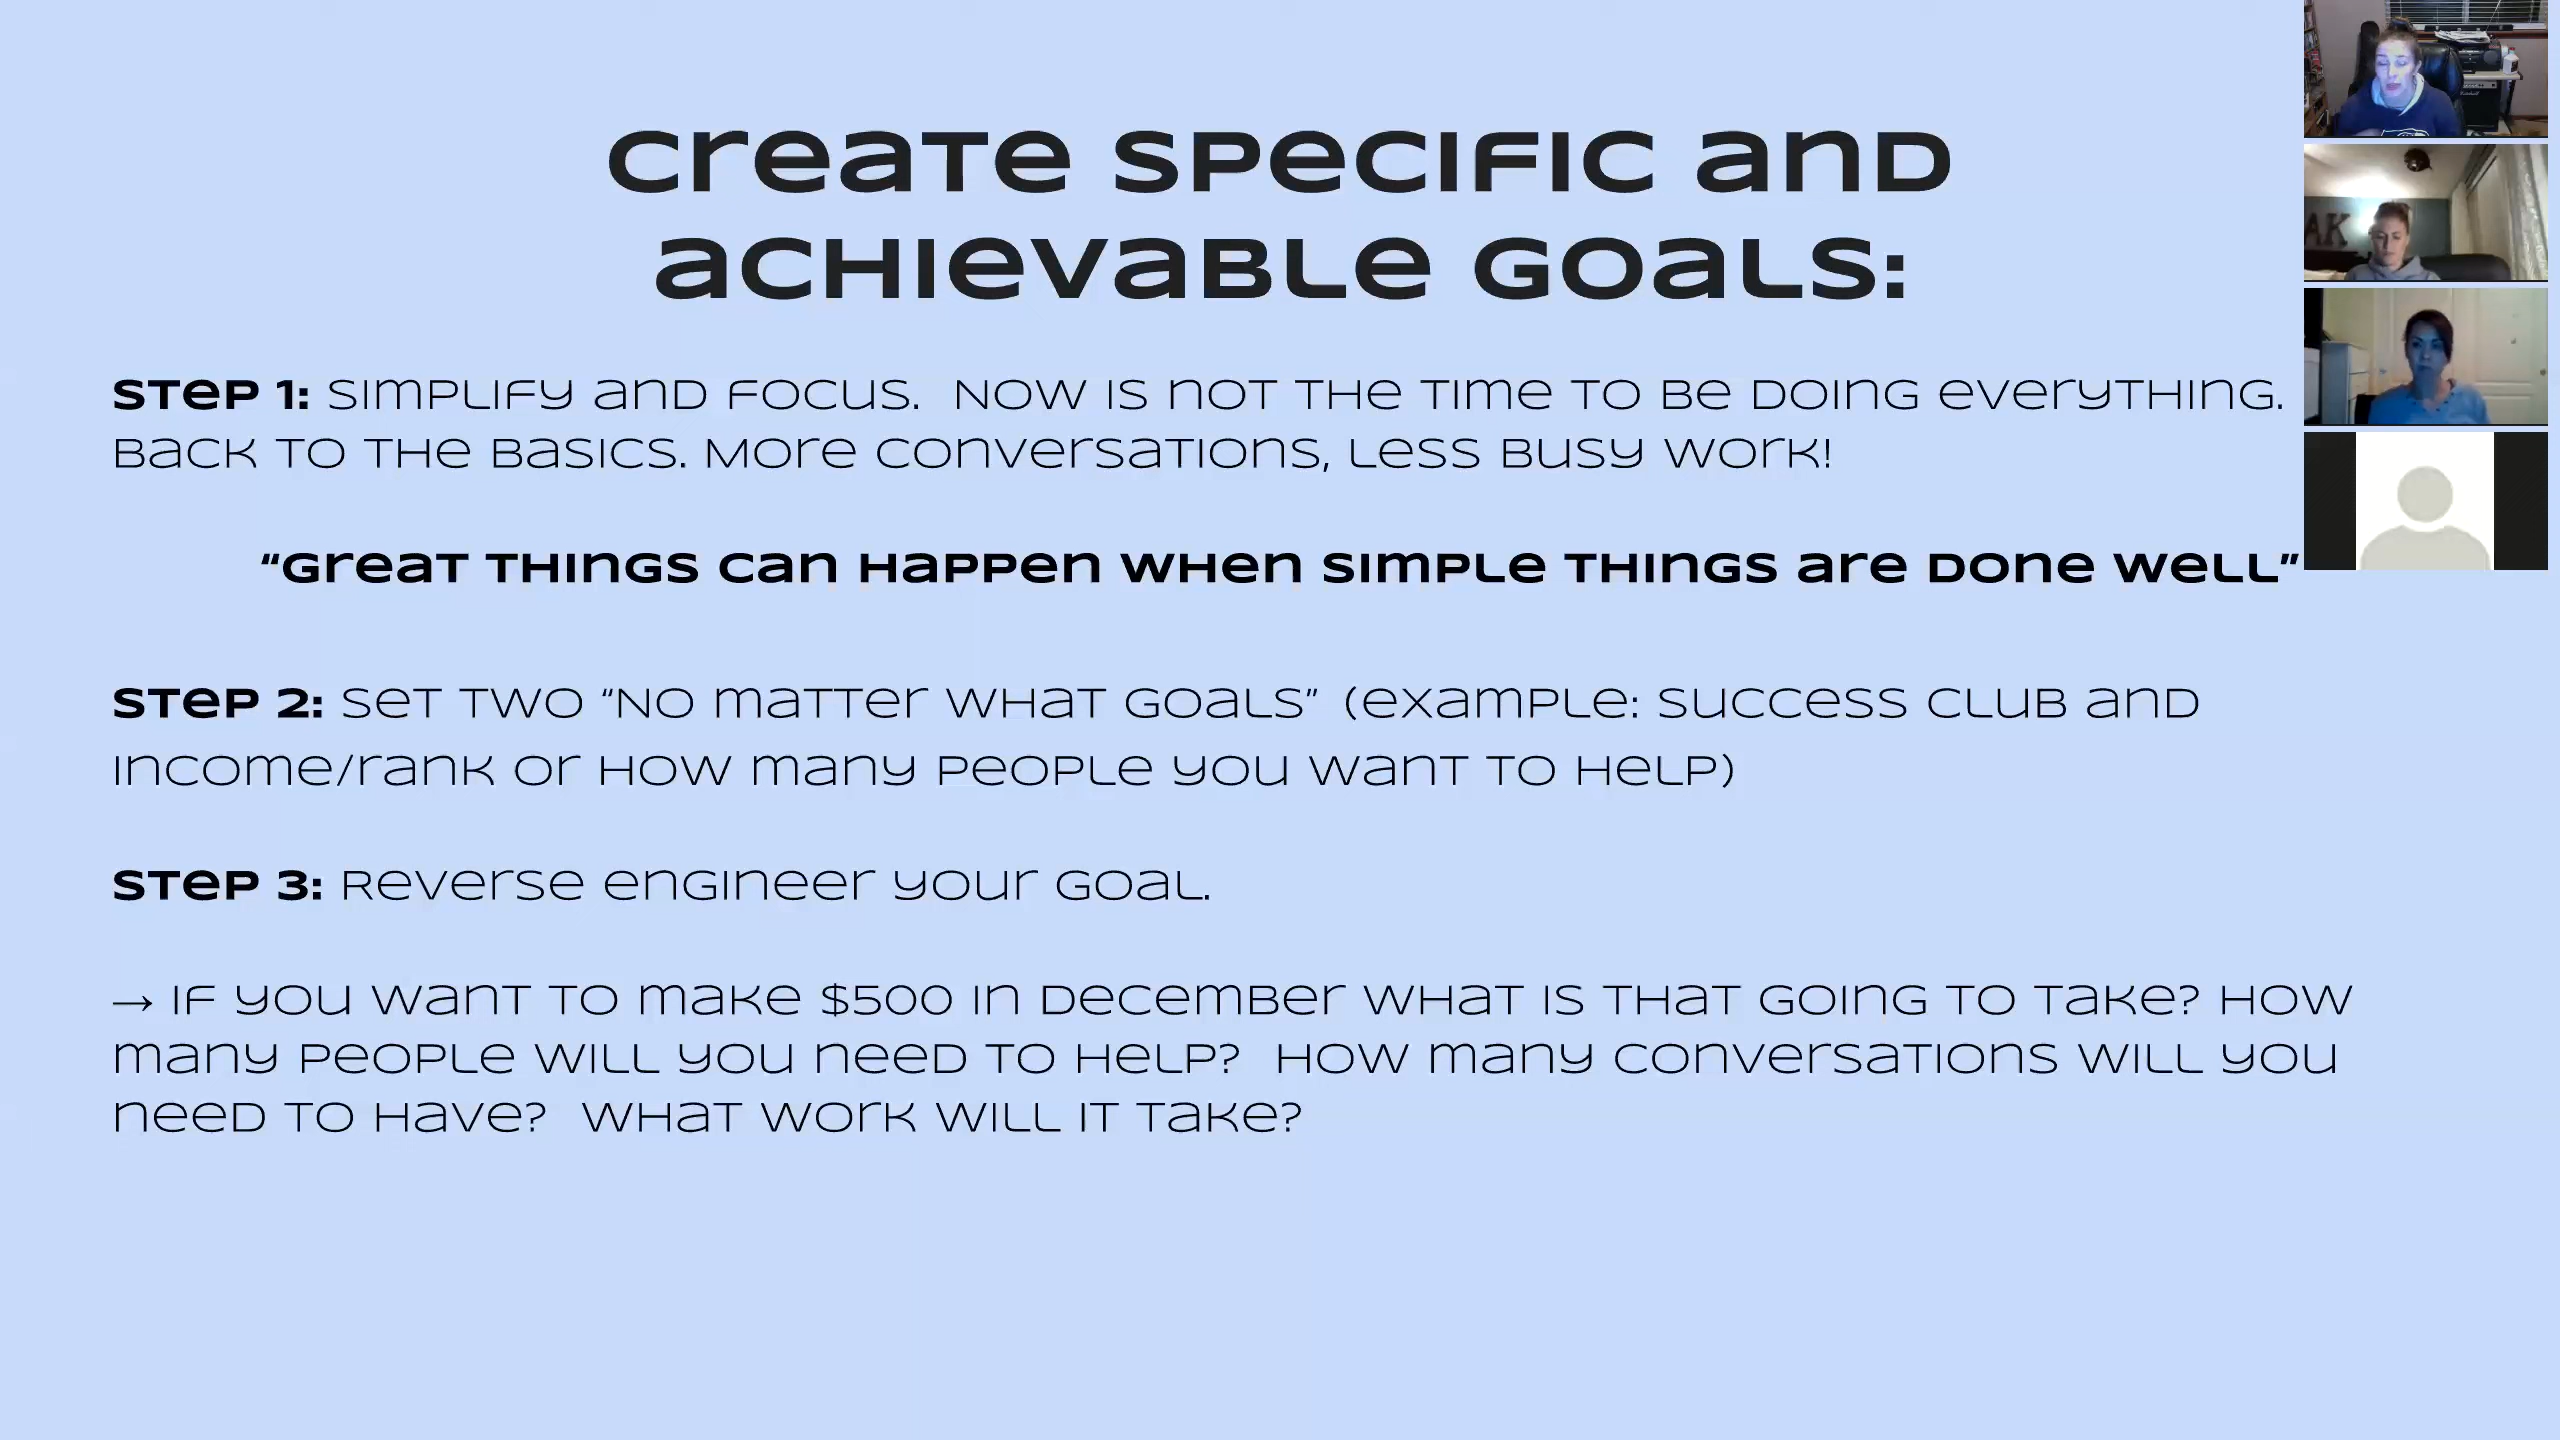 Create Specific and
Achievable Goals:
Step 1: Simplify and focus.  Now is not the time to be doing everything.
Back to the basics. More conversations, less busy work!
“Great things can happen when simple things are done well”
Step 2: Set two “No matter what goals” (example: success club and
income/rank or how many people you want to help)
Step 3: Reverse engineer your goal.
→ If you want to make $500 in December what is that going to take? How
many people will you need to help?  How many conversations will you
need to have?  What work will it take?
AK